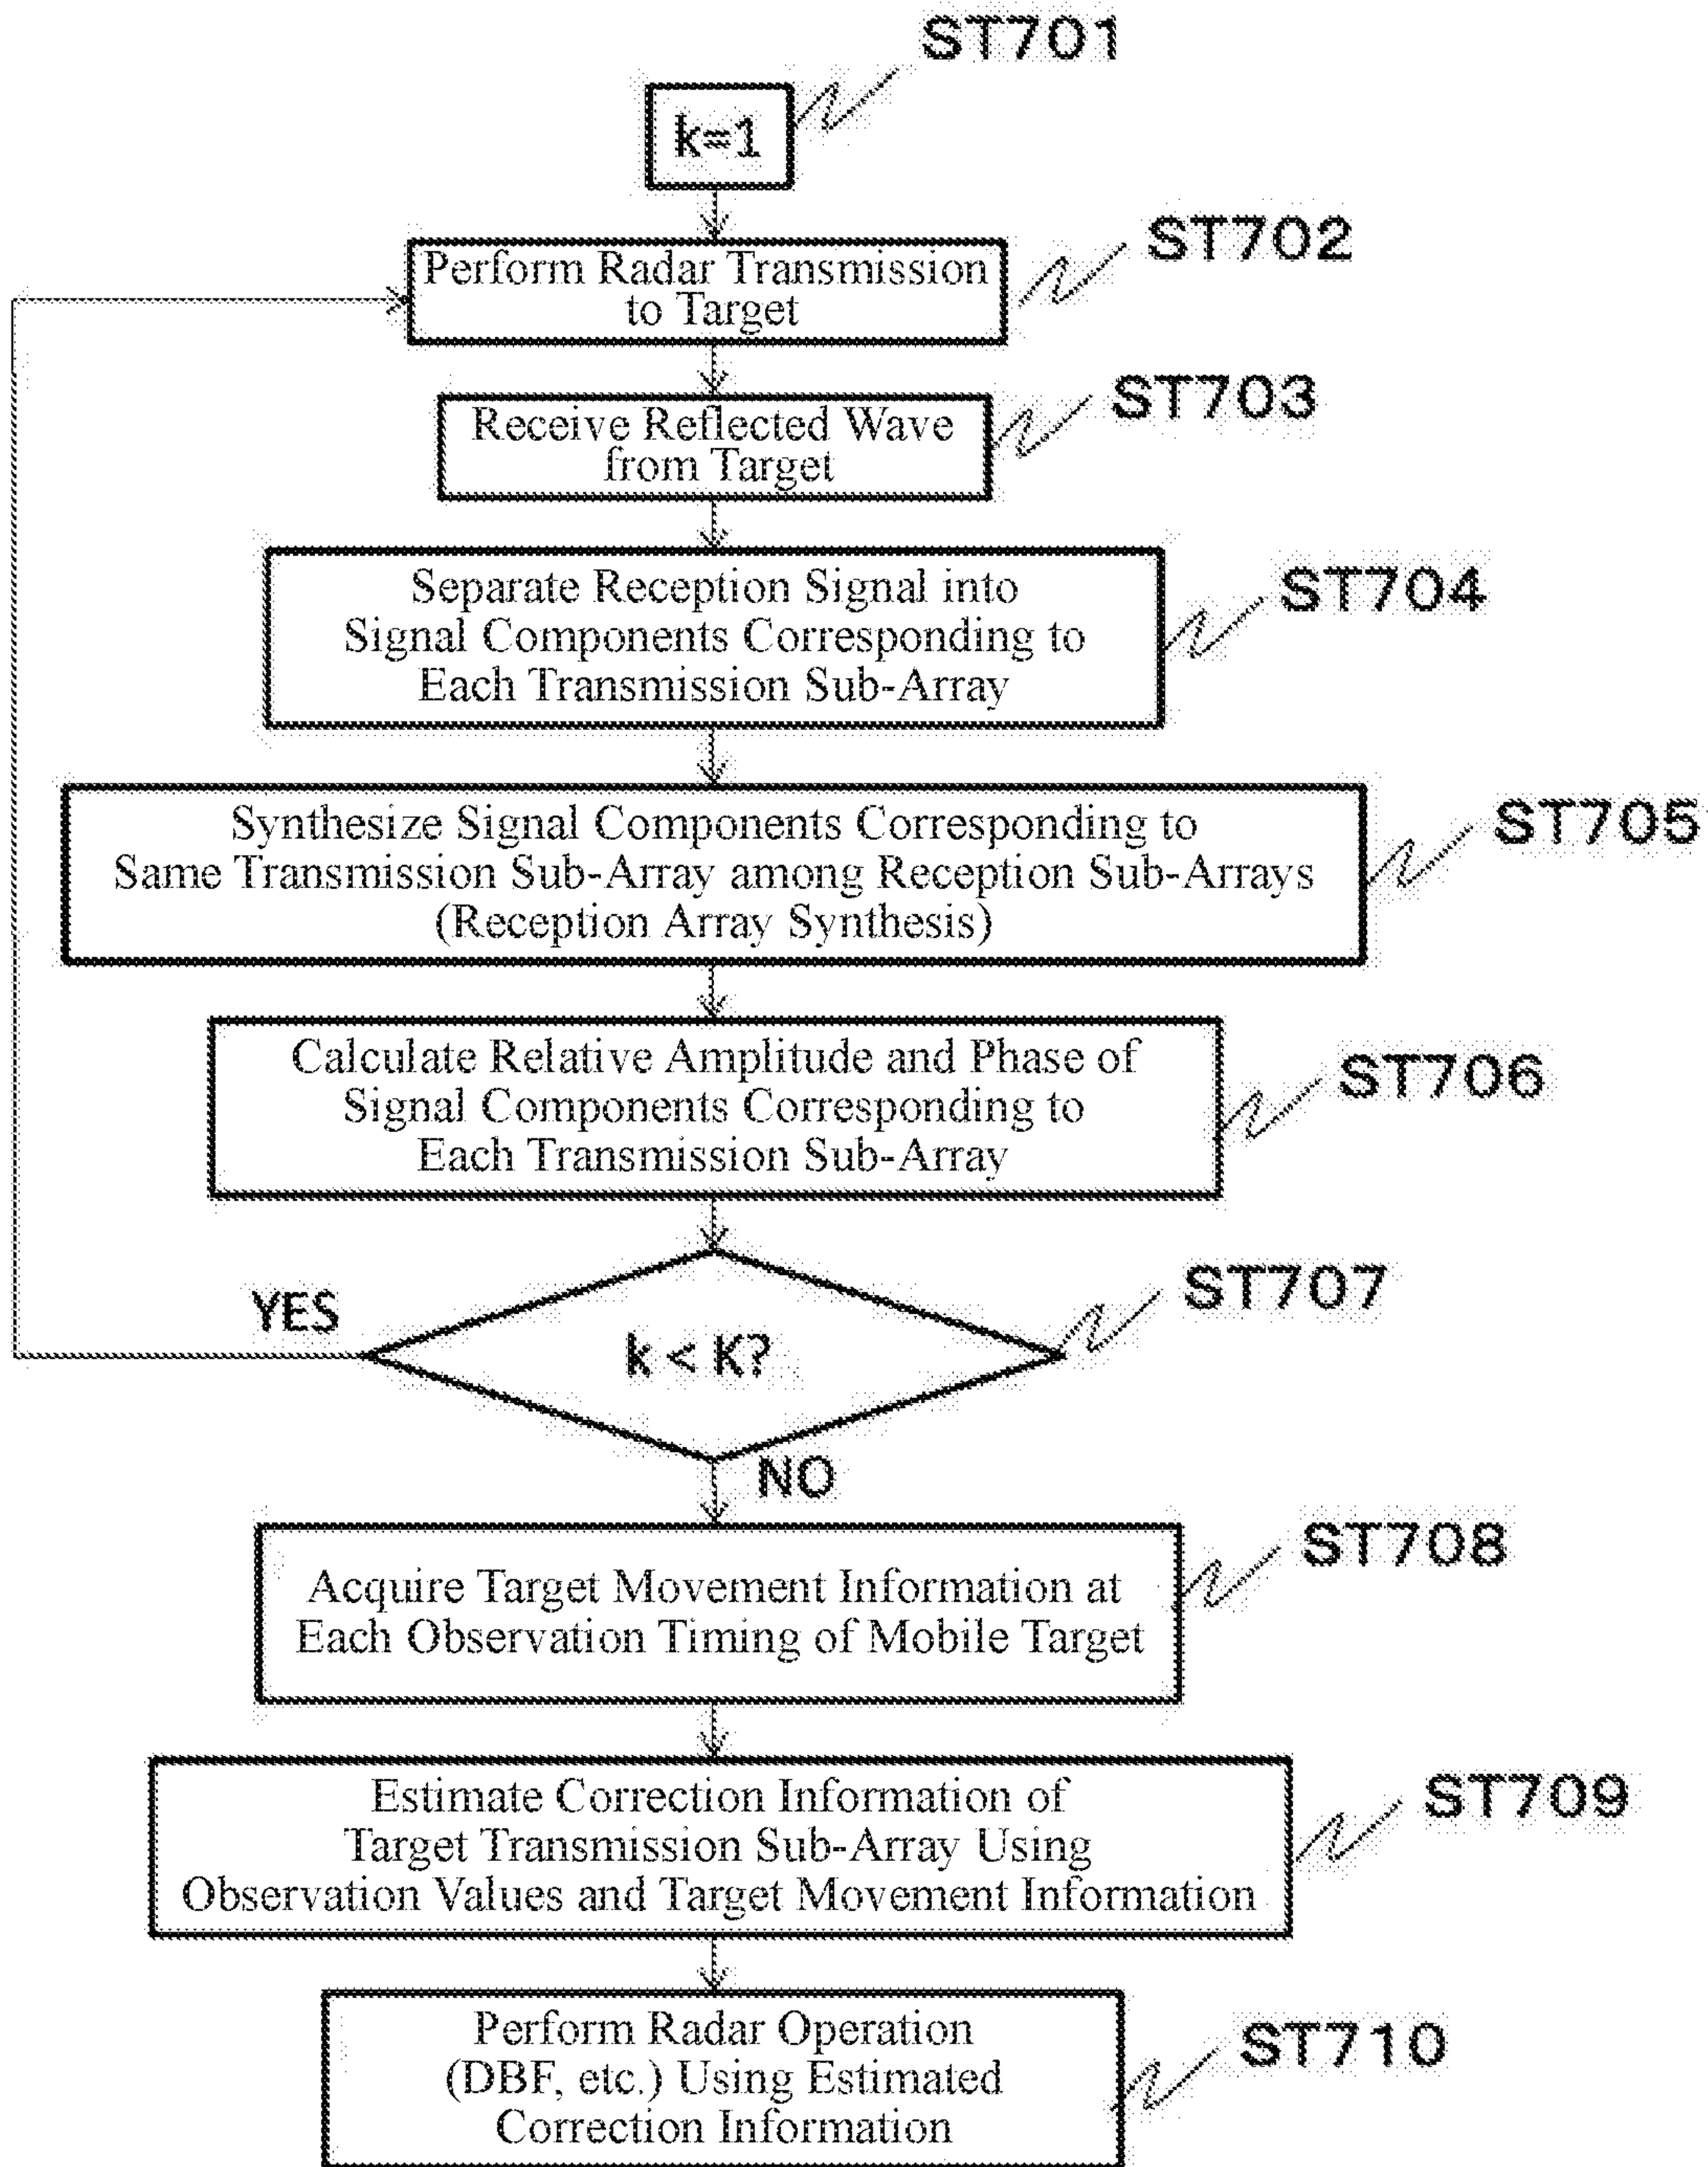 ST701
k=1
ST702
Perform Radar Transmission
to Target
ST703
Receive Reflected Wave
from Target
ST704
Separate Reception Signal into
Signal Components Corresponding to
Each Transmission Sub-Array
ST705
Synthesize Signal Components Corresponding to
Same Transmission Sub-Array among Reception Sub-Arrays
(Reception Array Synthesis)
ST706
Calculate Relative Amplitude and Phase of
Signal Components Corresponding to
Each Transmission Sub-Array
ST707
YES
k < K?
NO
ST708
Acquire Target Movement Information at
Each Observation Timing of Mobile Target
ST709
Estimate Correction Information of
Target Transmission Sub-Array Using
Observation Values and Target Movement Information
ST710
Perform Radar Operation
(DBF, etc.) Using Estimated
Correction Information